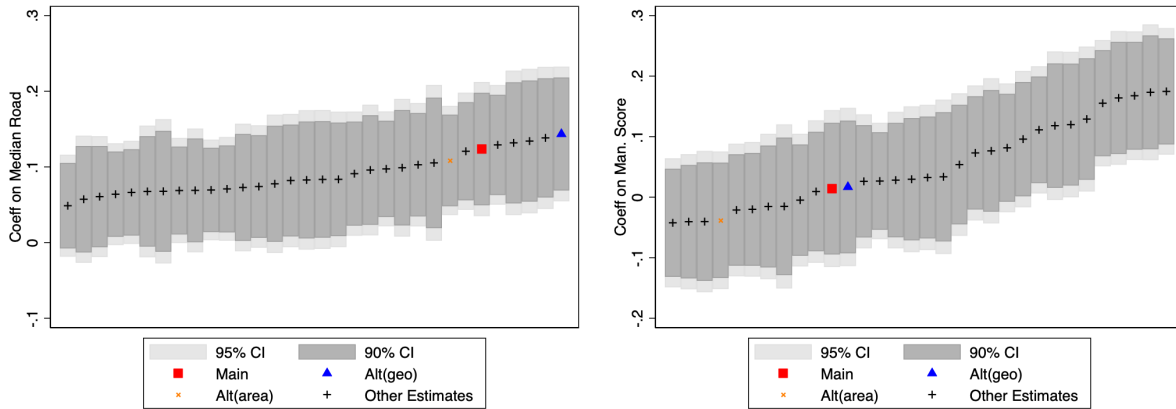 Coeff on Median Road
.3
.2
.1
0
-.1
95% CI 90% CI
Main Alt(geo)
Alt(area) Other Estimates
Coeff on Man. Score
.3
.2
.1
0
-.1
-.2
95% CI 90% CI
Main Alt(geo)
Alt(area) Other Estimates